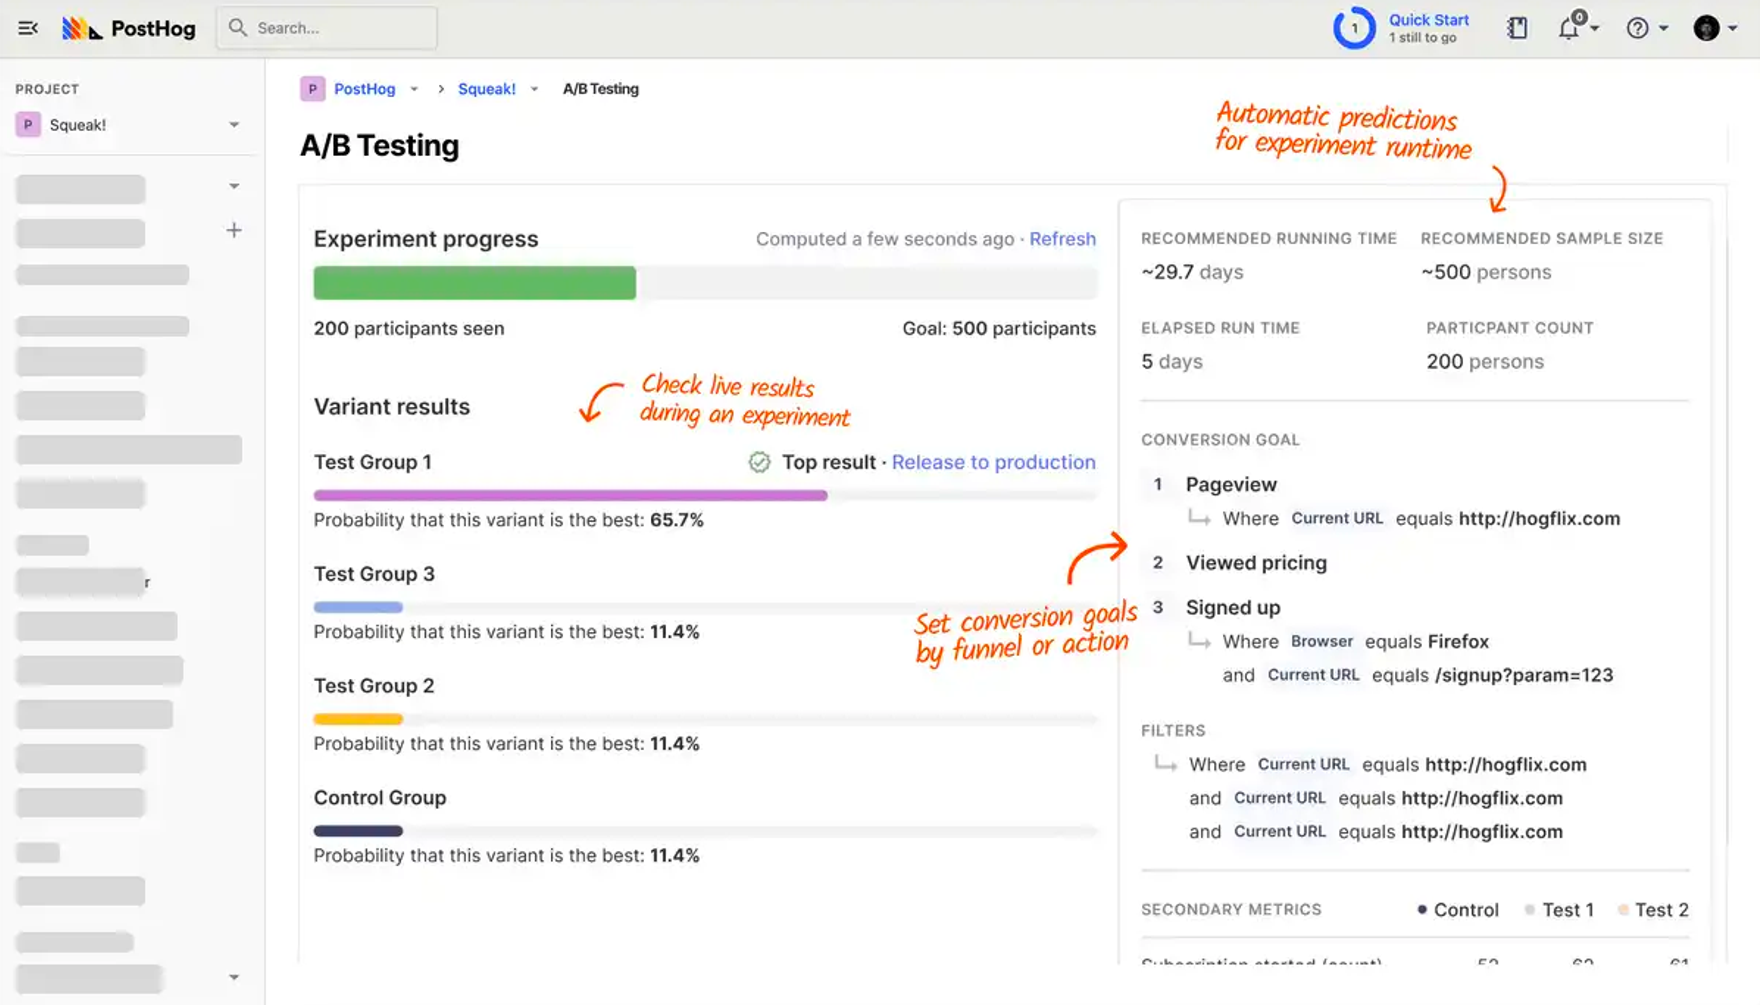 PostHog
Search...
1
Quick Start
1 still to go
0
PROJECT
P Squeak!
r
P PostHog > Squeak! A/B Testing
A/B Testing
Automatic predictions
for experiment runtime
Experiment progress
Computed a few seconds ago · Refresh
200 participants seen
Goal: 500 participants
Check live results
during an experiment
Variant results
Test Group 1
Top result · Release to production
Probability that this variant is the best: 65.7%
Test Group 3
Probability that this variant is the best: 11.4%
Test Group 2
Probability that this variant is the best: 11.4%
Control Group
Probability that this variant is the best: 11.4%
Set conversion goals
by funnel or action
RECOMMENDED RUNNING TIME
~29.7 days
RECOMMENDED SAMPLE SIZE
~500 persons
ELAPSED RUN TIME
5 days
PARTICPANT COUNT
200 persons
CONVERSION GOAL
1 Pageview
Where Current URL equals http://hogflix.com
2 Viewed pricing
3 Signed up
Where Browser equals Firefox
and Current URL equals /signup?param=123
FILTERS
Where Current URL equals http://hogflix.com
and Current URL equals http://hogflix.com
and Current URL equals http://hogflix.com
SECONDARY METRICS
Control
Test 1
Test 2
Subscription started (count)